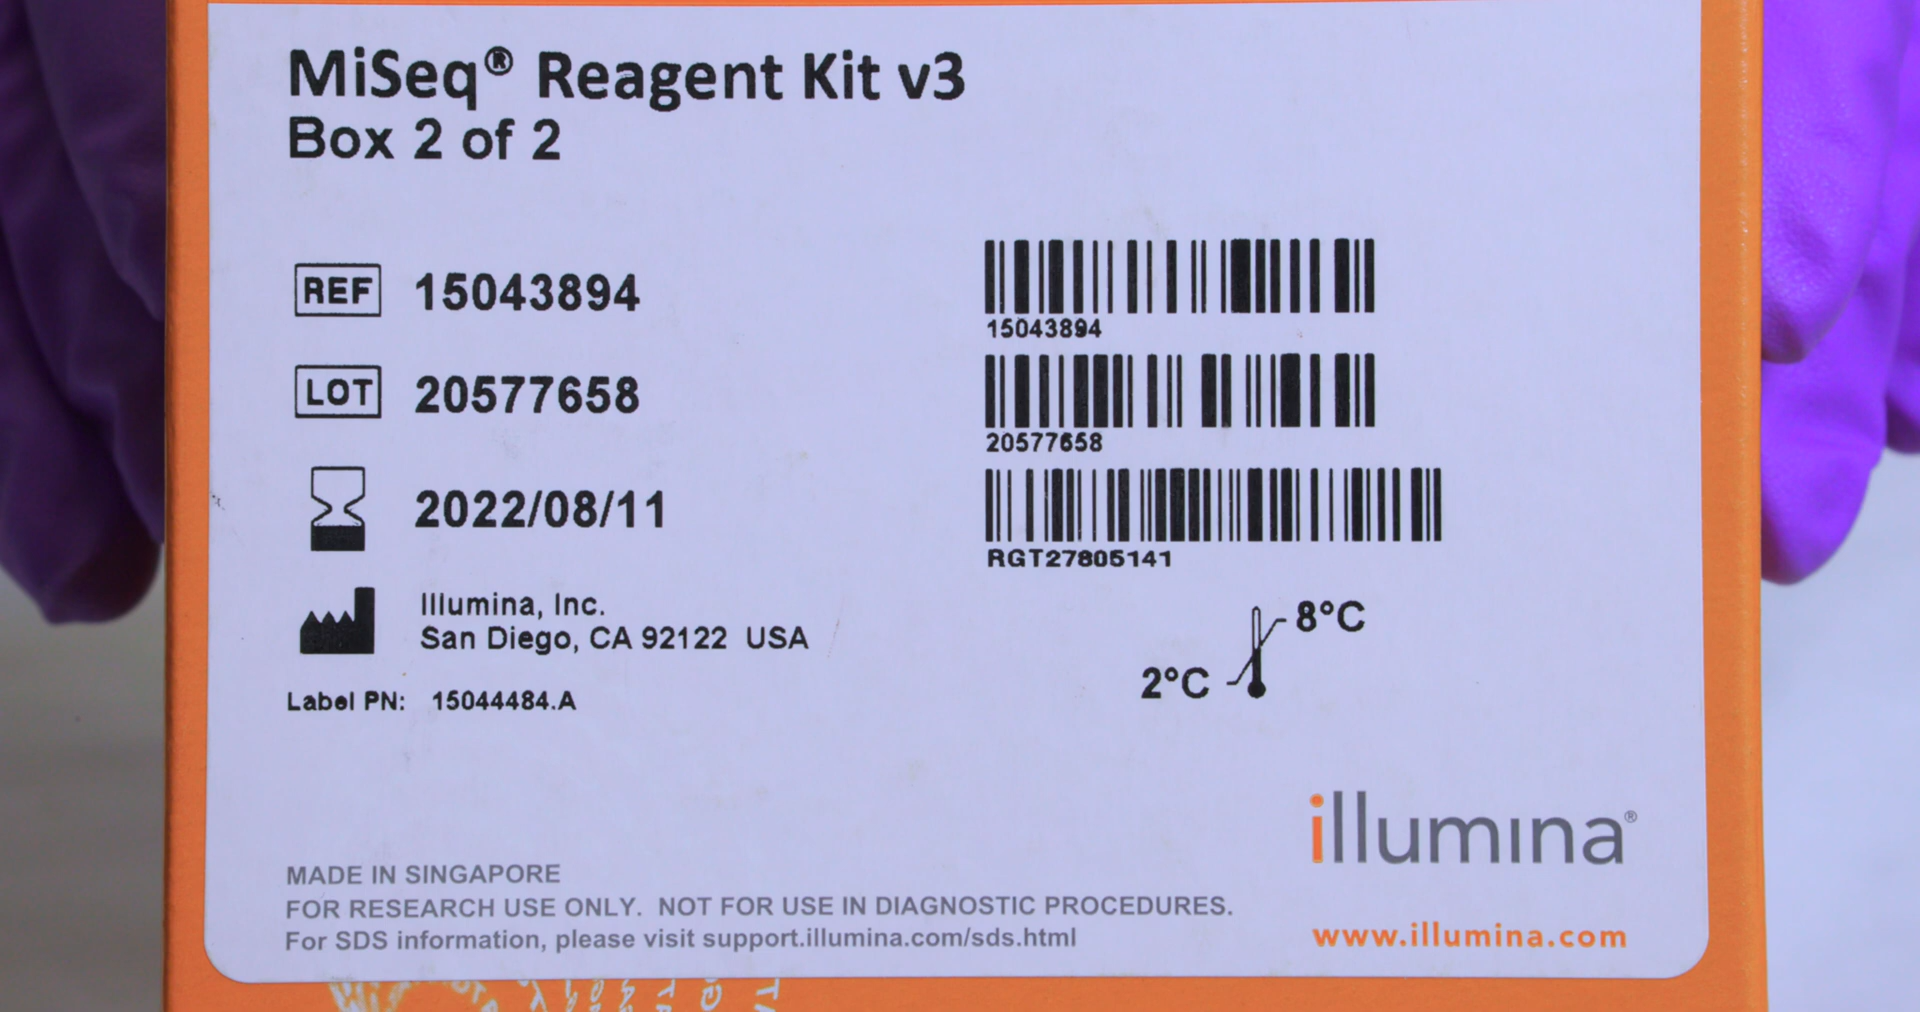 MiSeq® Reagent Kit v3
Box 2 of 2
REF 15043894
15043894
LOT 20577658
20577658
2022/08/11
RGT27805141
Illumina, Inc.
San Diego, CA 92122 USA
8°C
2°C
Label PN: 15044484.A
illumina®
MADE IN SINGAPORE
FOR RESEARCH USE ONLY. NOT FOR USE IN DIAGNOSTIC PROCEDURES.
For SDS information, please visit support.illumina.com/sds.html
www.illumina.com